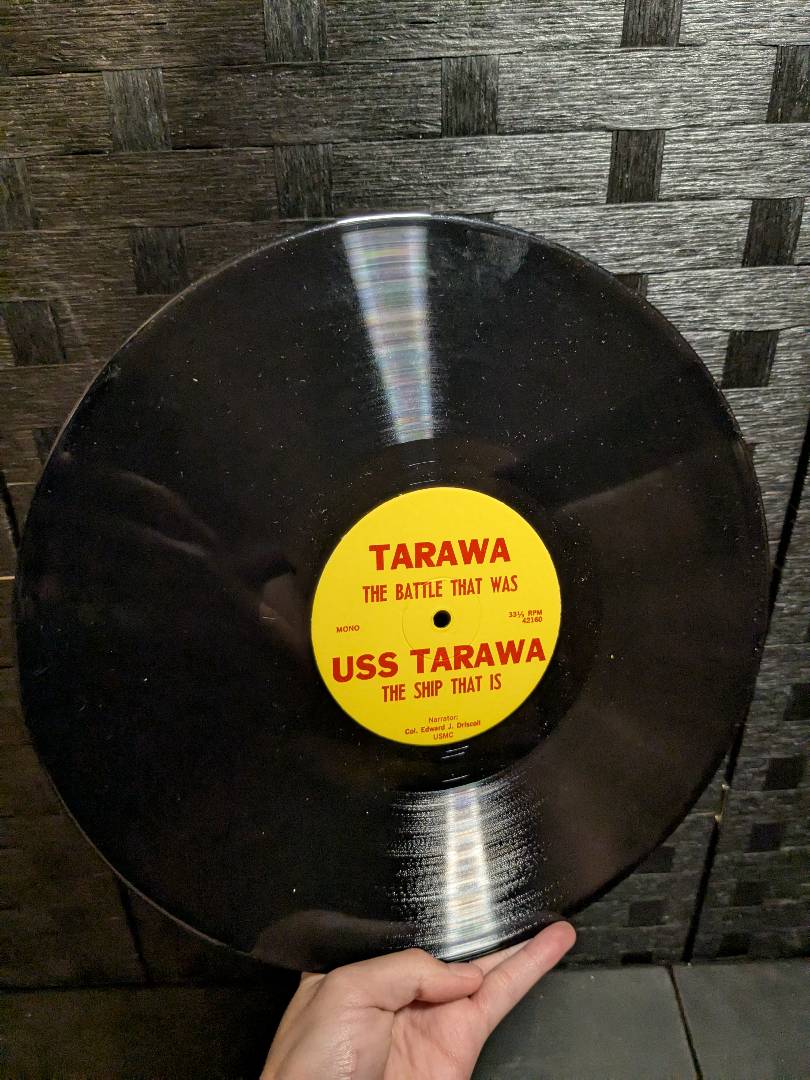 TARAWA
THE BATTLE THAT WAS
MONO
33⅓ RPM
42160
USS TARAWA
THE SHIP THAT IS
Narrator:
Col. Edward J. Driscoll
USMC